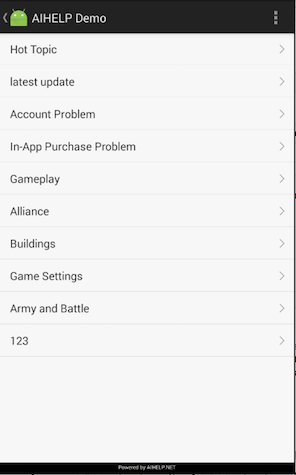 AIHELP Demo
Hot Topic
latest update
Account Problem
In-App Purchase Problem
Gameplay
Alliance
Buildings
Game Settings
Army and Battle
123
Powered by AIHELP.NET